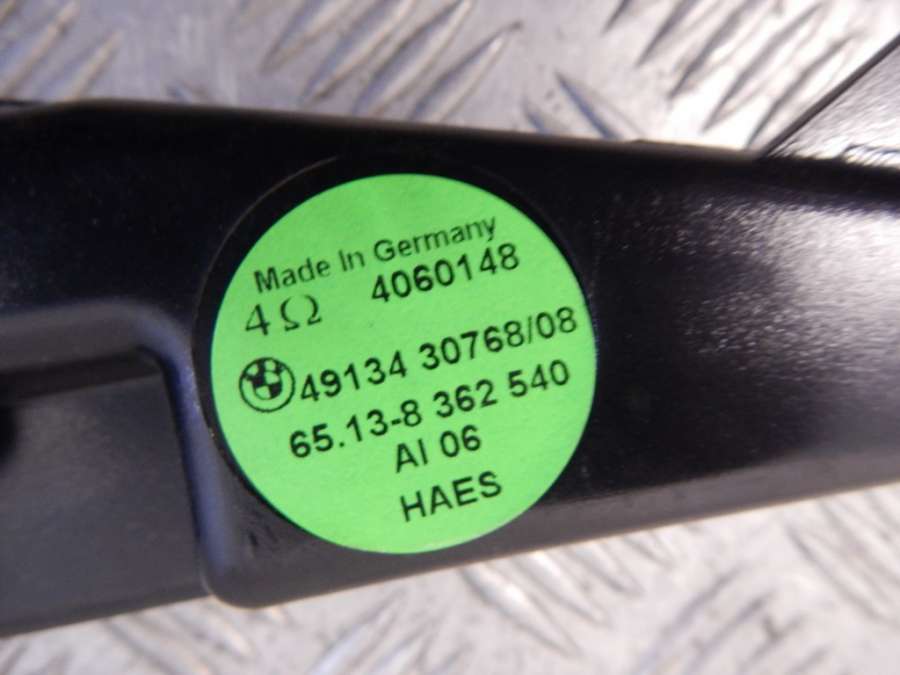 Made In Germany
4Ω 4060148
49134 30768/08
65.13-8 362 540
AI 06
HAES